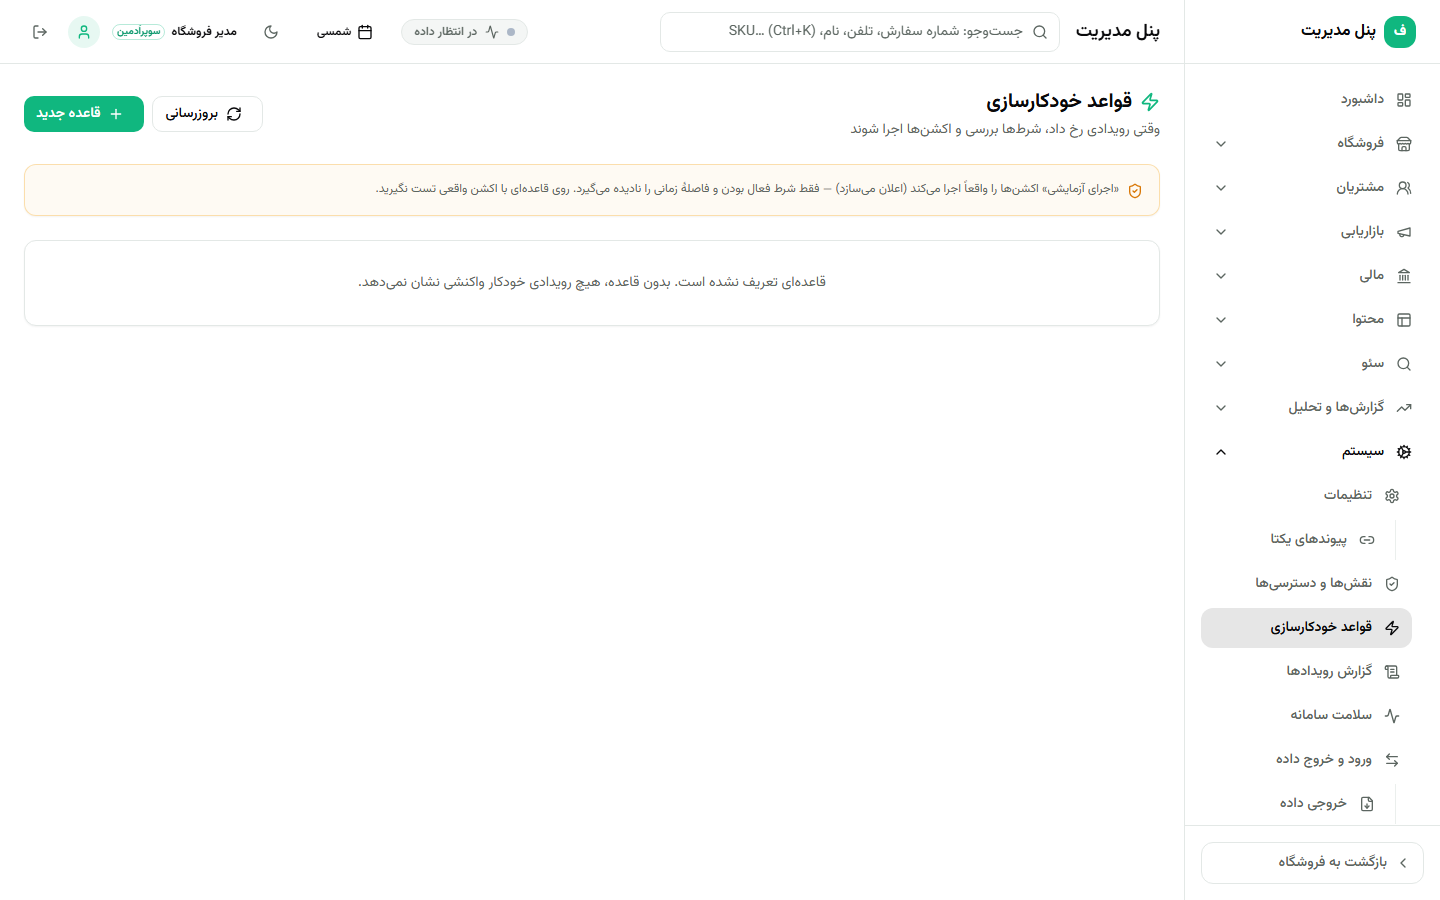 ف
پنل مدیریت
داشبورد
فروشگاه
مشتریان
بازاریابی
مالی
محتوا
سئو
گزارش‌ها و تحلیل
سیستم
تنظیمات
پیوندهای یکتا
نقش‌ها و دسترسی‌ها
قواعد خودکارسازی
گزارش رویدادها
سلامت سامانه
ورود و خروج داده
خروجی داده
بازگشت به فروشگاه
پنل مدیریت
جست‌وجو: شماره سفارش، تلفن، نام، SKU… (Ctrl+K)
در انتظار داده
شمسی
مدیر فروشگاه
سوپرادمین
قواعد خودکارسازی
وقتی رویدادی رخ داد، شرط‌ها بررسی و اکشن‌ها اجرا شوند
بروزرسانی
قاعده جدید
«اجرای آزمایشی» اکشن‌ها را واقعاً اجرا می‌کند (اعلان می‌سازد) — فقط شرط فعال بودن و فاصلهٔ زمانی را نادیده می‌گیرد. روی قاعده‌ای با اکشن واقعی تست نگیرید.
قاعده‌ای تعریف نشده است. بدون قاعده، هیچ رویدادی خودکار واکنشی نشان نمی‌دهد.